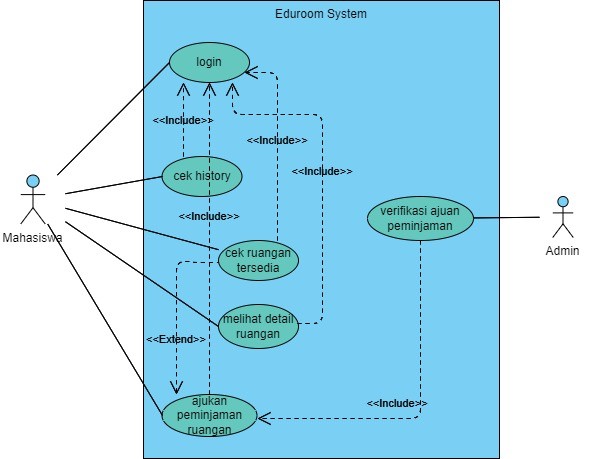 Eduroom System
login
<<Include>>
<<Include>>
<<Include>>
cek history
Mahasiswa
<<Include>>
verifikasi ajuan
peminjaman
Admin
cek ruangan
tersedia
melihat detail
ruangan
<<Extend>>
ajukan
peminjaman
ruangan
<<Include>>